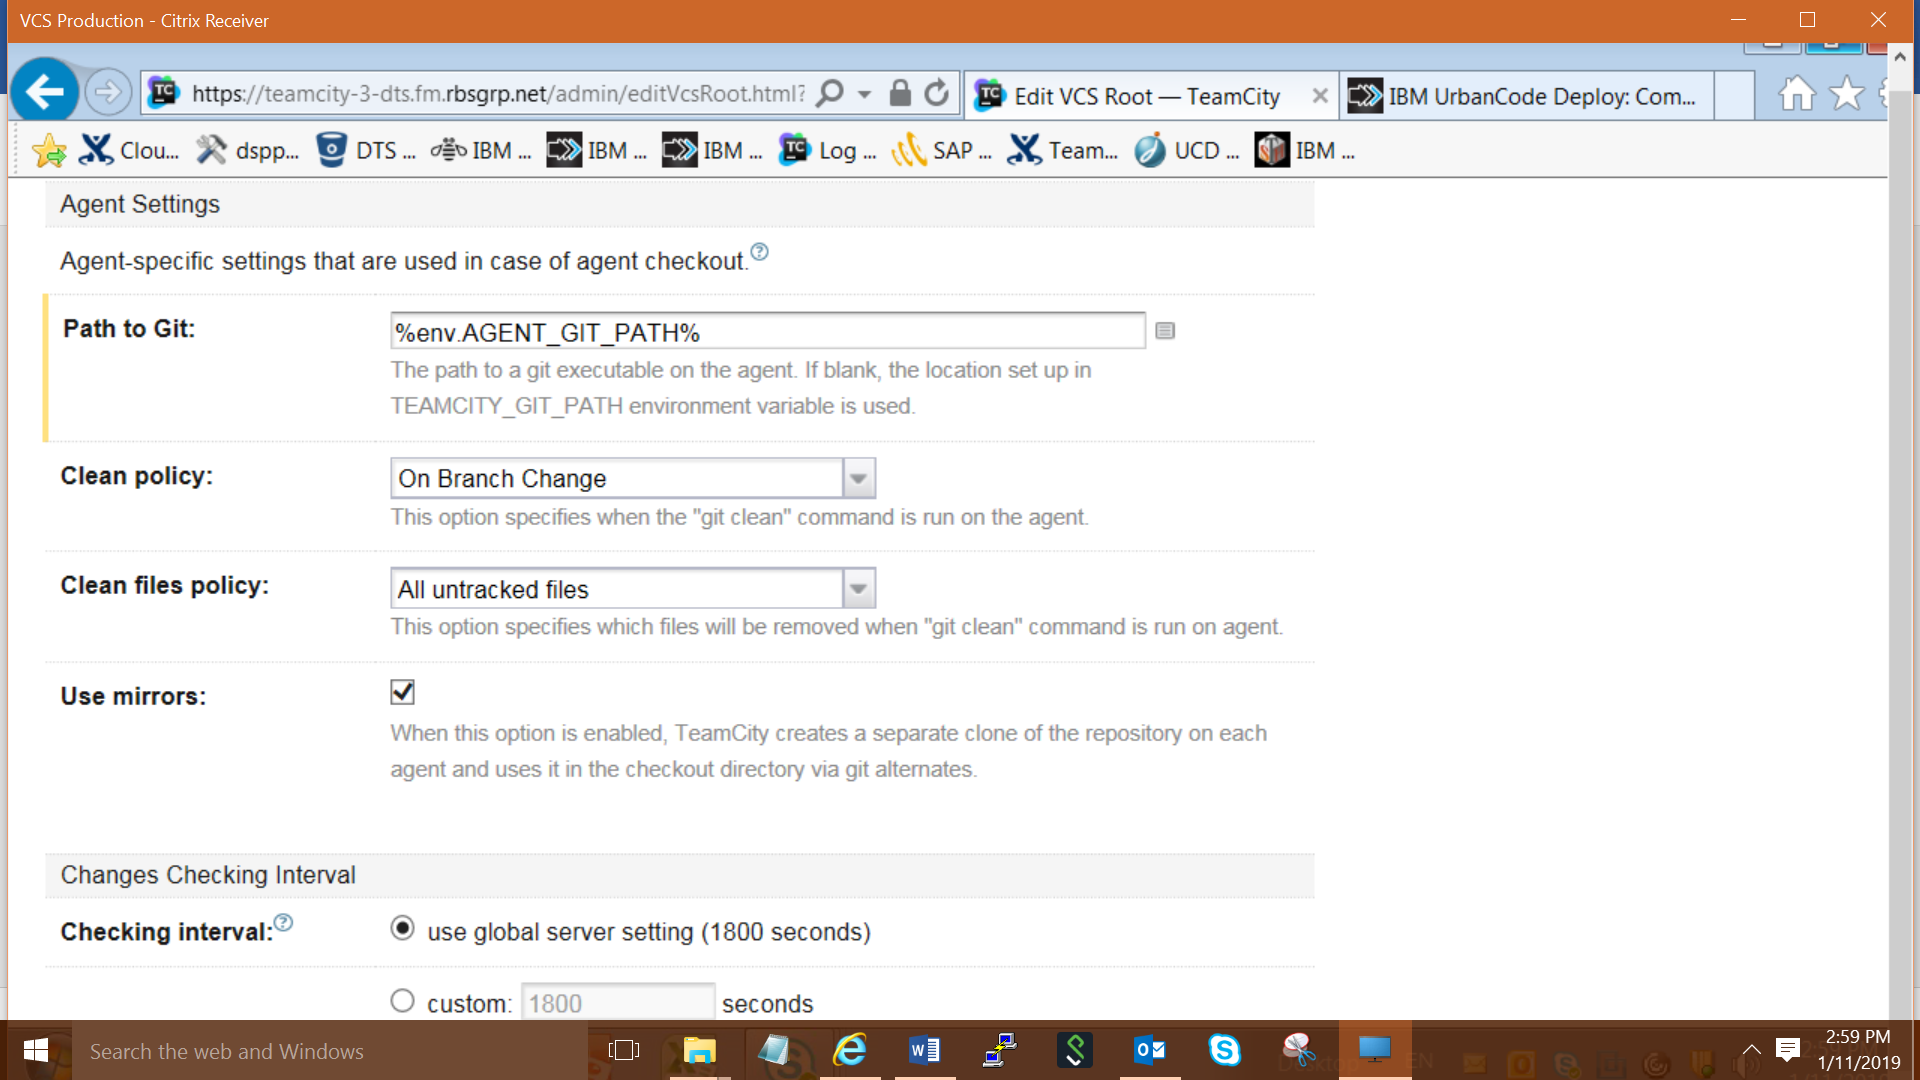 VCS Production - Citrix Receiver
https://teamcity-3-dts.fm.rbsgrp.net/admin/editVcsRoot.html?
Edit VCS Root — TeamCity
IBM UrbanCode Deploy: Com...
Clou...
dspp...
DTS ...
IBM ...
IBM ...
IBM ...
Log ...
SAP ...
Team...
UCD ...
IBM ...
Agent Settings
Agent-specific settings that are used in case of agent checkout.
Path to Git:
%env.AGENT_GIT_PATH%
The path to a git executable on the agent. If blank, the location set up in
TEAMCITY_GIT_PATH environment variable is used.
Clean policy:
On Branch Change
This option specifies when the "git clean" command is run on the agent.
Clean files policy:
All untracked files
This option specifies which files will be removed when "git clean" command is run on agent.
Use mirrors:
When this option is enabled, TeamCity creates a separate clone of the repository on each
agent and uses it in the checkout directory via git alternates.
Changes Checking Interval
Checking interval:
use global server setting (1800 seconds)
custom: 1800 seconds
Search the web and Windows
2:59 PM
1/11/2019